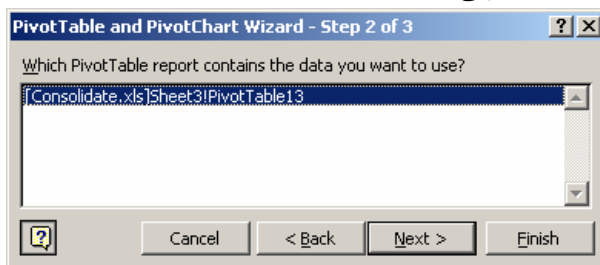 PivotTable and PivotChart Wizard - Step 2 of 3
Which PivotTable report contains the data you want to use?
[Consolidate.xls]Sheet3!PivotTable13
Cancel < Back Next > Finish